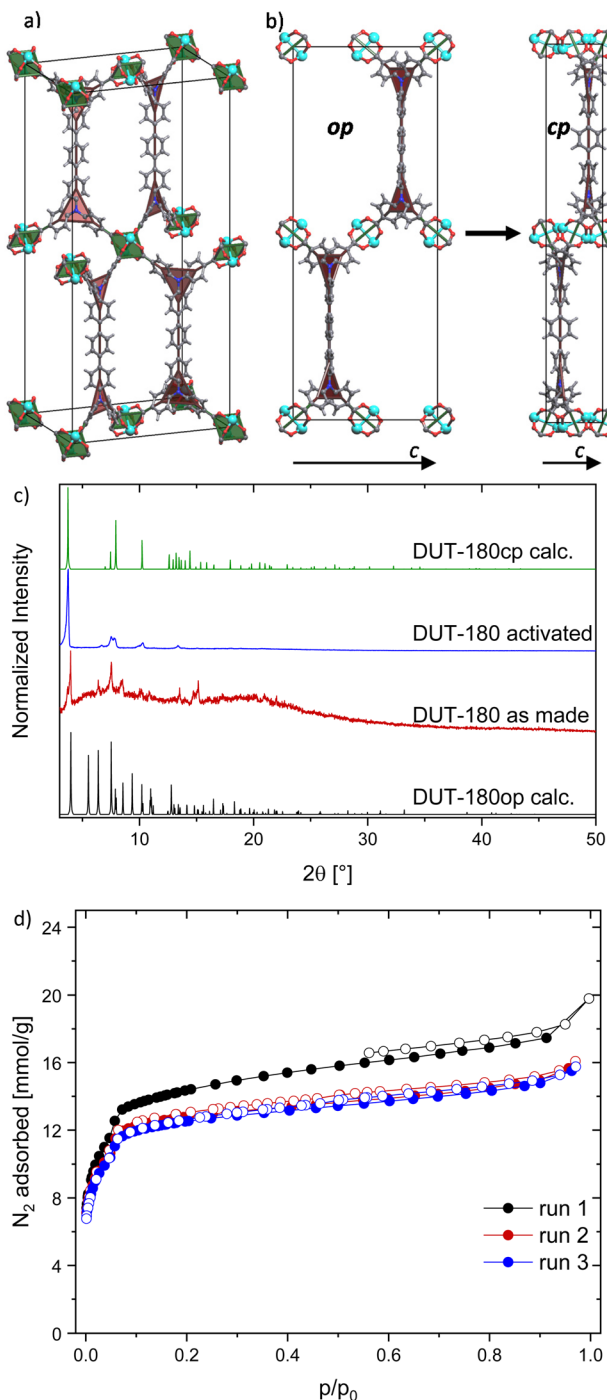 a)
b)
op
cp
c
c
c)
Normalized Intensity
DUT-180cp calc.
DUT-180 activated
DUT-180 as made
DUT-180op calc.
10 20 30 40 50
2θ [°]
d)
N₂ adsorbed [mmol/g]
24
20
16
12
8
4
0
run 1
run 2
run 3
0.0 0.2 0.4 0.6 0.8 1.0
p/p₀